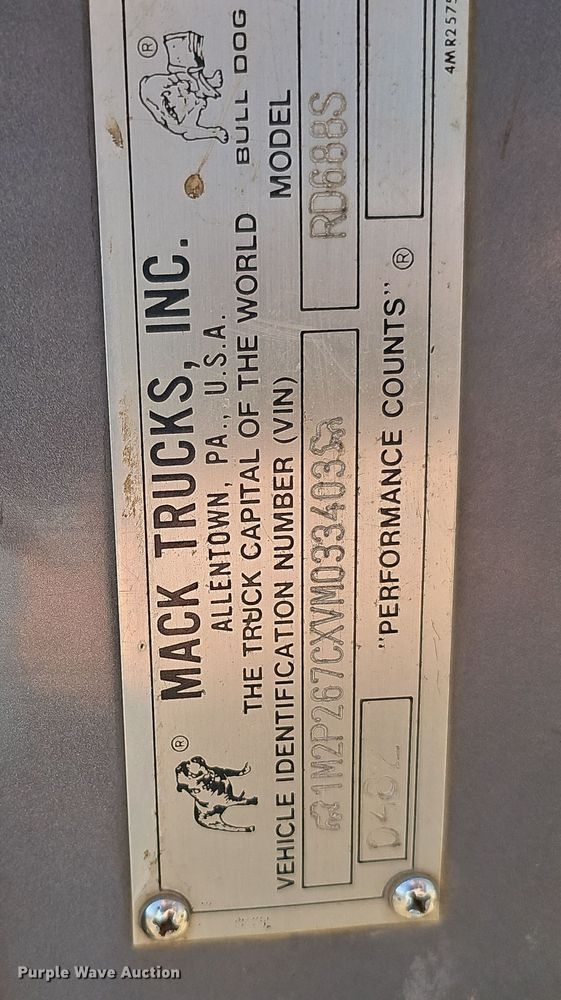 MACK TRUCKS, INC.
ALLENTOWN, PA., U.S.A.
THE TRUCK CAPITAL OF THE WORLD
BULL DOG
VEHICLE IDENTIFICATION NUMBER (VIN)
MODEL
1M2P267CXVM033403
RD688S
"PERFORMANCE COUNTS" ®
4MR2575
Purple Wave Auction